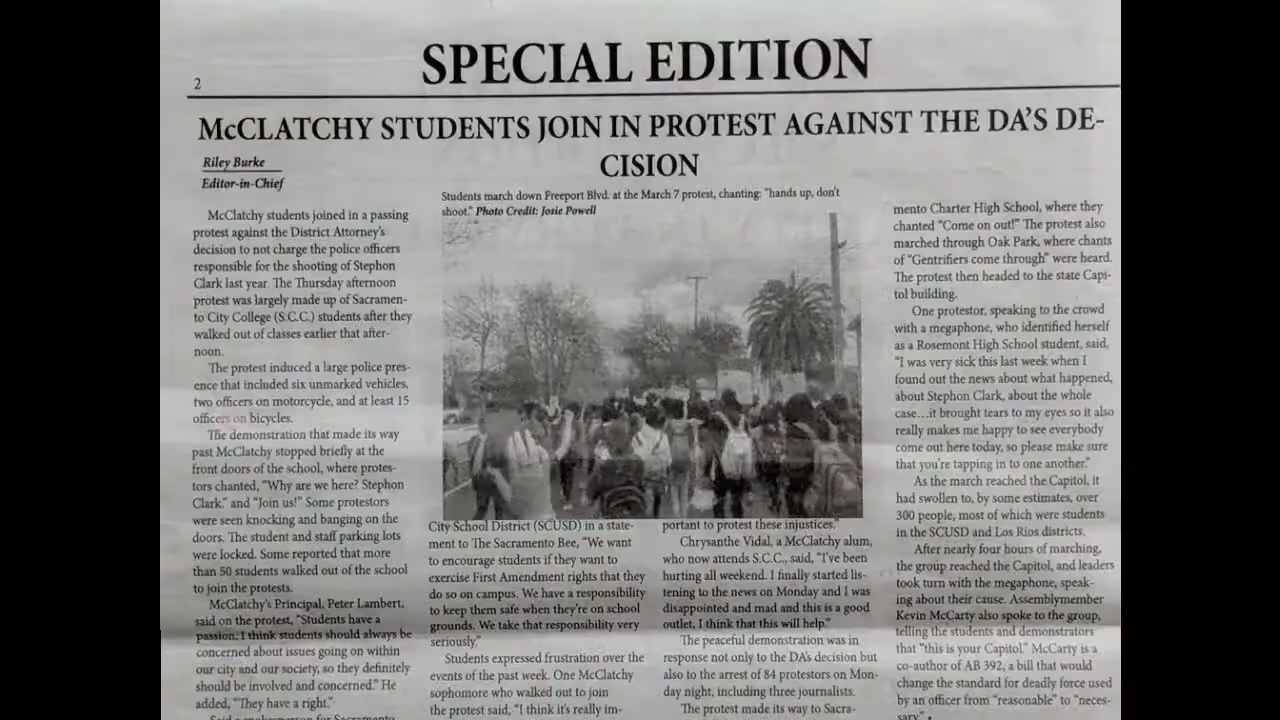 SPECIAL EDITION
2
McCLATCHY STUDENTS JOIN IN PROTEST AGAINST THE DA'S DE-
CISION
Riley Burke
Editor-in-Chief
McClatchy students joined in a passing
protest against the District Attorney's
decision to not charge the police officers
responsible for the shooting of Stephon
Clark last year. The Thursday afternoon
protest was largely made up of Sacramen-
to City College (S.C.C.) students after they
walked out of classes earlier that after-
noon.
The protest induced a large police pres-
ence that included six unmarked vehicles,
two officers on motorcycle, and at least 15
officers on bicycles.
The demonstration that made its way
past McClatchy stopped briefly at the
front doors of the school, where protes-
tors chanted, "Why are we here? Stephon
Clark." and "Join us!" Some protestors
were seen knocking and banging on the
doors. The student and staff parking lots
were locked. Some reported that more
than 50 students walked out of the school
to join the protests.
McClatchy's Principal, Peter Lambert,
said on the protest, "Students have a
passion. I think students should always be
concerned about issues going on within
our city and our society, so they definitely
should be involved and concerned." He
added, "They have a right."
Said a spokesperson for Sacramento
Students march down Freeport Blvd. at the March 7 protest, chanting: "hands up, don't
shoot." Photo Credit: Josie Powell
City School District (SCUSD) in a state-
ment to The Sacramento Bee, "We want
to encourage students if they want to
exercise First Amendment rights that they
do so on campus. We have a responsibility
to keep them safe when they're on school
grounds. We take that responsibility very
seriously."
Students expressed frustration over the
events of the past week. One McClatchy
sophomore who walked out to join
the protest said, "I think it's really im-
portant to protest these injustices."
Chrysanthe Vidal, a McClatchy alum,
who now attends S.C.C., said, "I've been
hurting all weekend. I finally started lis-
tening to the news on Monday and I was
disappointed and mad and this is a good
outlet, I think that this will help."
The peaceful demonstration was in
response not only to the DA's decision but
also to the arrest of 84 protestors on Mon-
day night, including three journalists.
The protest made its way to Sacra-
mento Charter High School, where they
chanted "Come on out!" The protest also
marched through Oak Park, where chants
of "Gentrifiers come through" were heard.
The protest then headed to the state Capi-
tol building.
One protestor, speaking to the crowd
with a megaphone, who identified herself
as a Rosemont High School student, said,
"I was very sick this last week when I
found out the news about what happened,
about Stephon Clark, about the whole
case…it brought tears to my eyes so it also
really makes me happy to see everybody
come out here today, so please make sure
that you're tapping in to one another."
As the march reached the Capitol, it
had swollen to, by some estimates, over
300 people, most of which were students
in the SCUSD and Los Rios districts.
After nearly four hours of marching,
the group reached the Capitol, and leaders
took turn with the megaphone, speak-
ing about their cause. Assemblymember
Kevin McCarty also spoke to the group,
telling the students and demonstrators
that "this is your Capitol." McCarty is a
co-author of AB 392, a bill that would
change the standard for deadly force used
by an officer from "reasonable" to "neces-
sary".